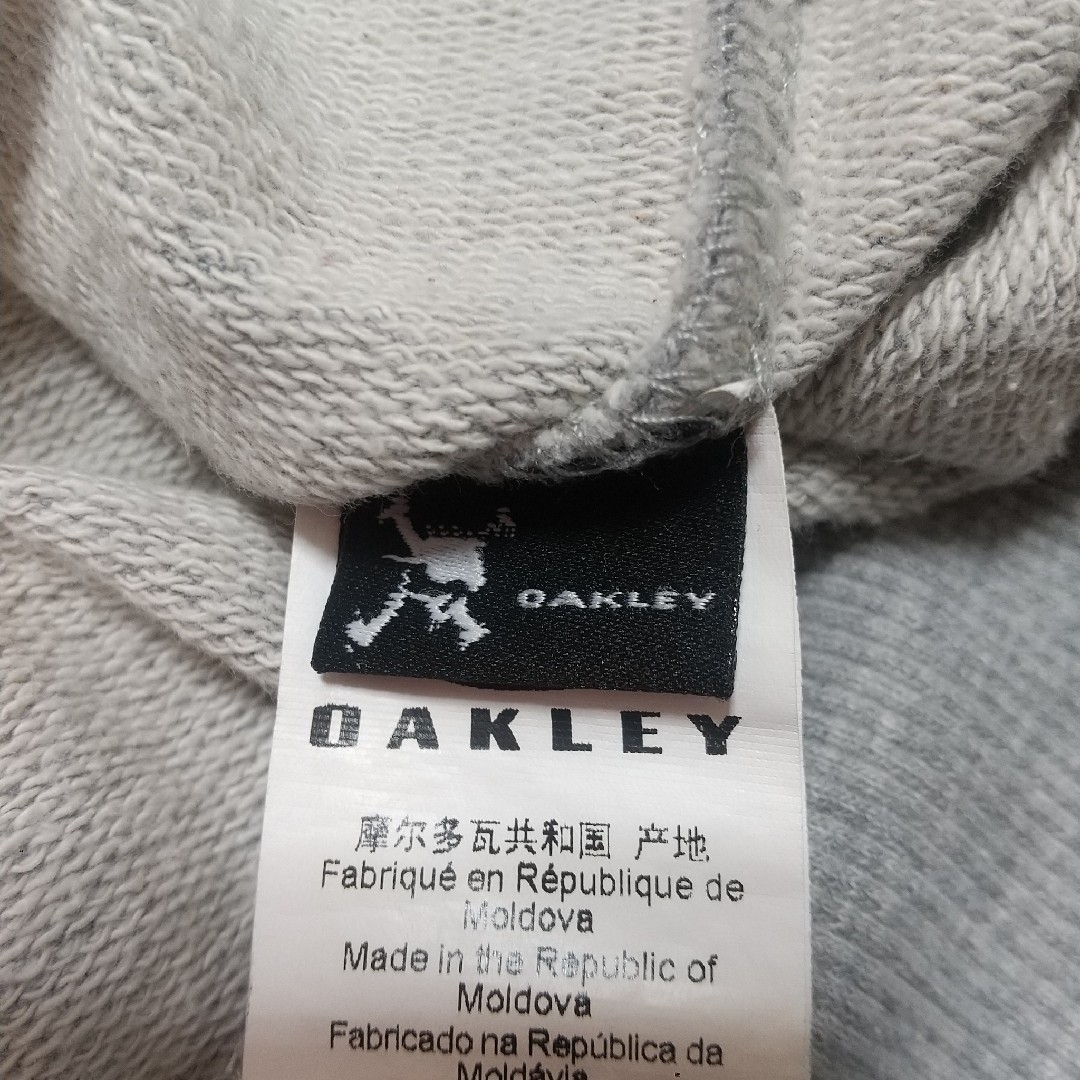 OAKLEY
OAKLEY
摩尔多瓦共和国 产地
Fabriqué en République de
Moldova
Made in the Republic of
Moldova
Fabricado na República da
Moldávia